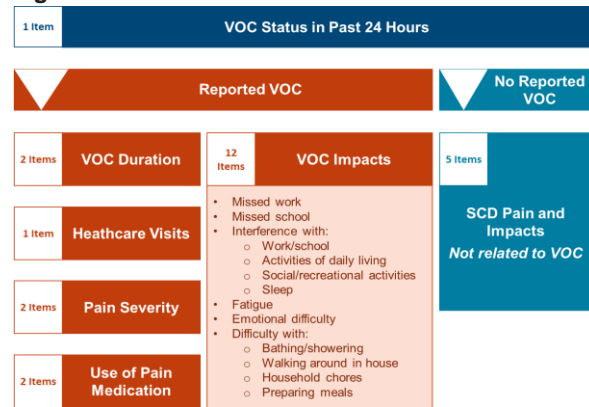 1 Item
VOC Status in Past 24 Hours
Reported VOC
No Reported
VOC
2 Items
VOC Duration
1 Item
Heathcare Visits
2 Items
Pain Severity
2 Items
Use of Pain
Medication
12
Items
VOC Impacts
• Missed work
• Missed school
• Interference with:
o Work/school
o Activities of daily living
o Social/recreational activities
o Sleep
• Fatigue
• Emotional difficulty
• Difficulty with:
o Bathing/showering
o Walking around in house
o Household chores
o Preparing meals
5 Items
SCD Pain and
Impacts
Not related to VOC